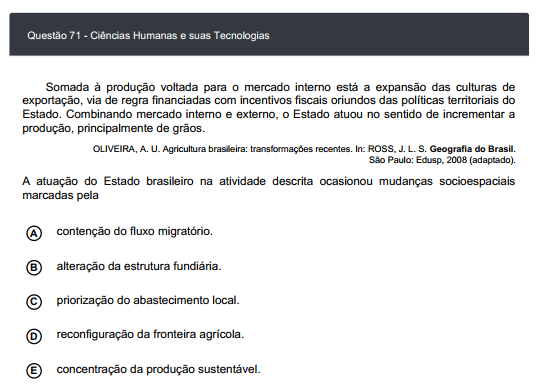 Questão 71 - Ciências Humanas e suas Tecnologias
Somada à produção voltada para o mercado interno está a expansão das culturas de
exportação, via de regra financiadas com incentivos fiscais oriundos das políticas territoriais do
Estado. Combinando mercado interno e externo, o Estado atuou no sentido de incrementar a
produção, principalmente de grãos.
OLIVEIRA, A. U. Agricultura brasileira: transformações recentes. In: ROSS, J. L. S. Geografia do Brasil.
São Paulo: Edusp, 2008 (adaptado).
A atuação do Estado brasileiro na atividade descrita ocasionou mudanças socioespaciais
marcadas pela
A contenção do fluxo migratório.
B alteração da estrutura fundiária.
C priorização do abastecimento local.
D reconfiguração da fronteira agrícola.
E concentração da produção sustentável.